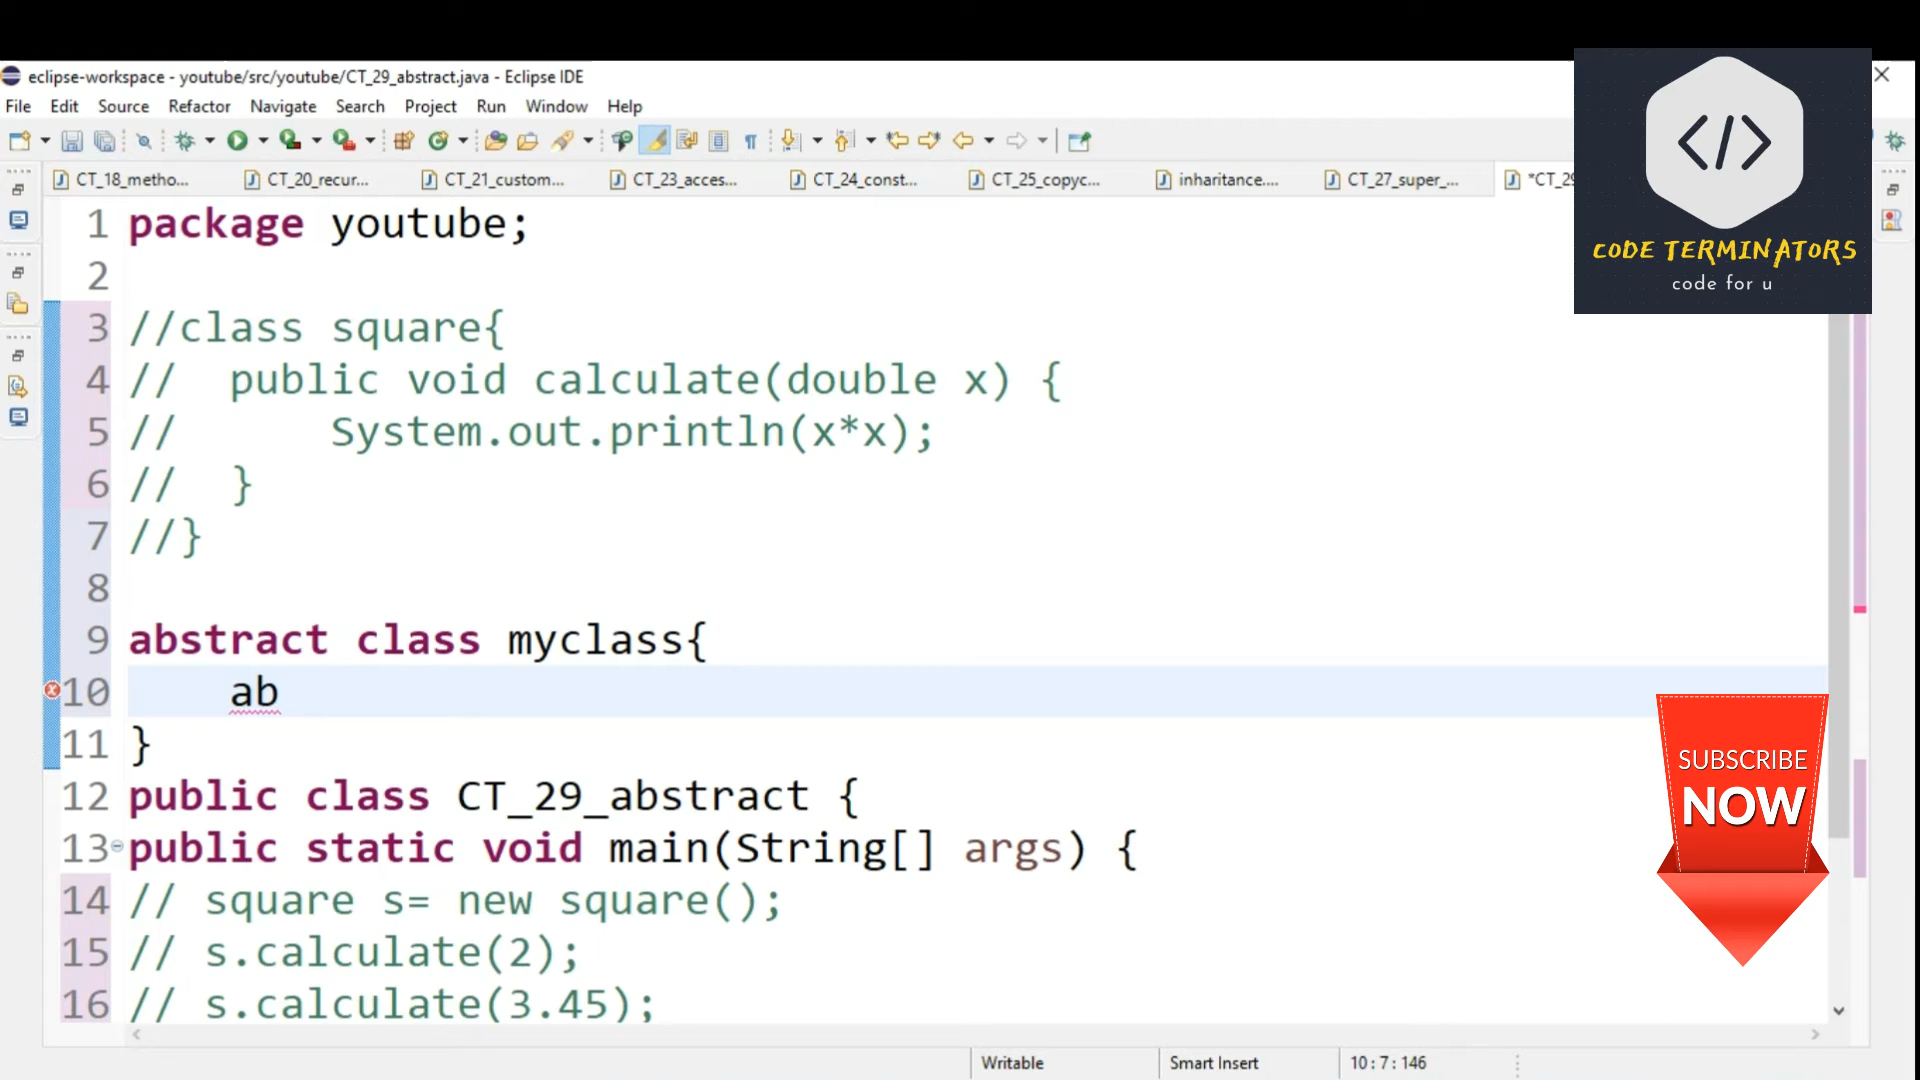 eclipse-workspace - youtube/src/youtube/CT_29_abstract.java - Eclipse IDE
File Edit Source Refactor Navigate Search Project Run Window Help
CT_18_metho... CT_20_recur... CT_21_custom... CT_23_acces... CT_24_const... CT_25_copyc... inheritance.... CT_27_super_... *CT_29
</>
CODE TERMINATORS
code for u
1 package youtube;
2
3 //class square{
4 //  public void calculate(double x) {
5 //      System.out.println(x*x);
6 //  }
7 //}
8
9 abstract class myclass{
10     ab
11 }
12 public class CT_29_abstract {
13 public static void main(String[] args) {
14 // square s= new square();
15 // s.calculate(2);
16 // s.calculate(3.45);
SUBSCRIBE
NOW
Writable Smart Insert 10 : 7 : 146